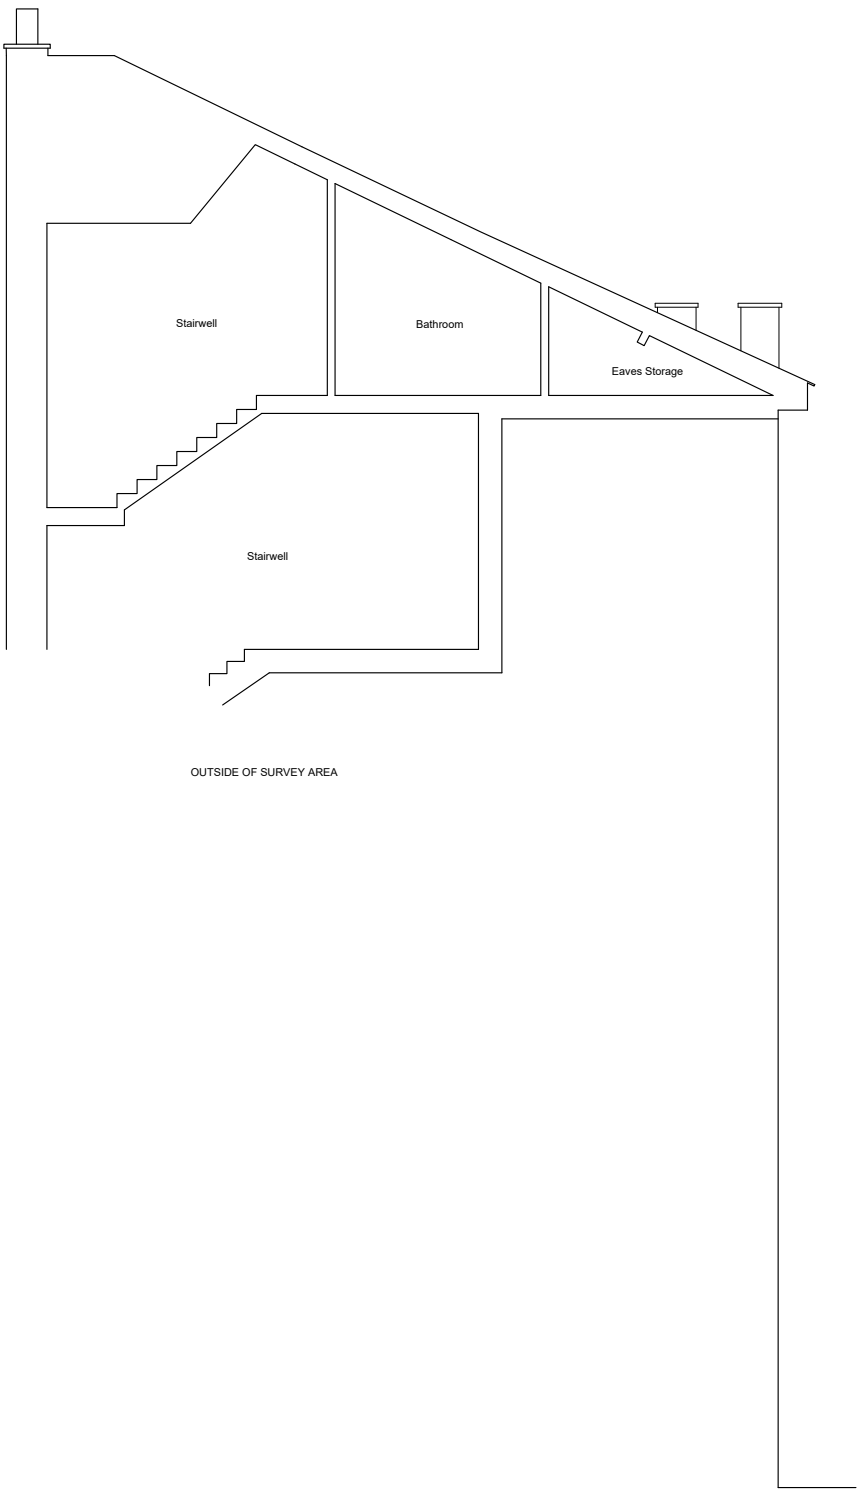 Stairwell
Bathroom
Eaves Storage
Stairwell
OUTSIDE OF SURVEY AREA